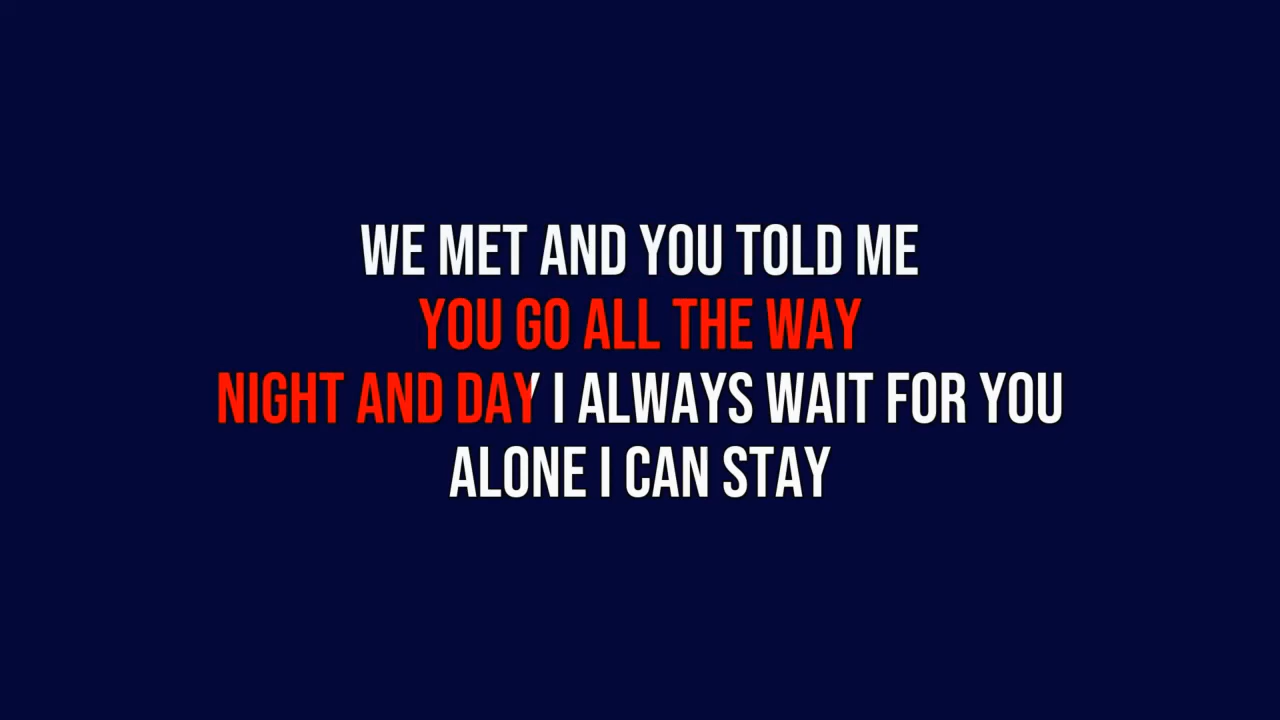 WE MET AND YOU TOLD ME
YOU GO ALL THE WAY
NIGHT AND DAY I ALWAYS WAIT FOR YOU
ALONE I CAN STAY